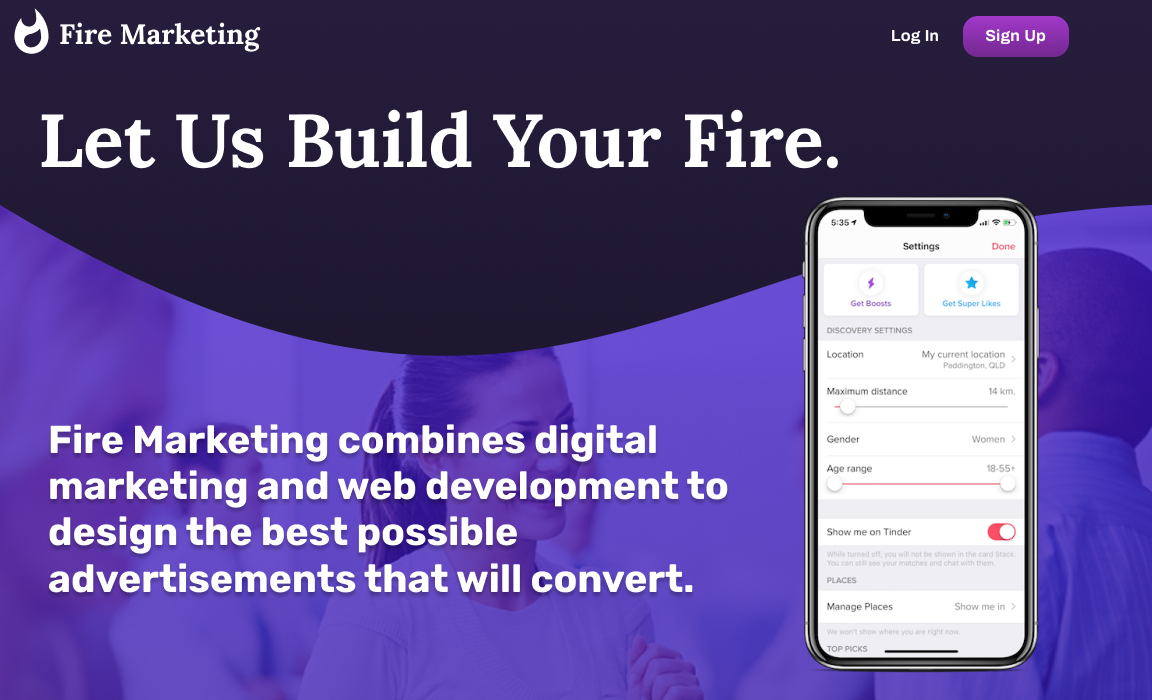 Fire Marketing
Log In
Sign Up
Let Us Build Your Fire.
Fire Marketing combines digital
marketing and web development to
design the best possible
advertisements that will convert.
5:35
Settings
Done
Get Boosts
Get Super Likes
DISCOVERY SETTINGS
Location
My current location
Paddington, QLD
Maximum distance
14 km.
Gender
Women
Age range
18-55+
Show me on Tinder
While turned off, you will not be shown in the card Stack.
You can still see your matches and chat with them.
PLACES
Manage Places
Show me in
We won't show where you are right now.
TOP PICKS